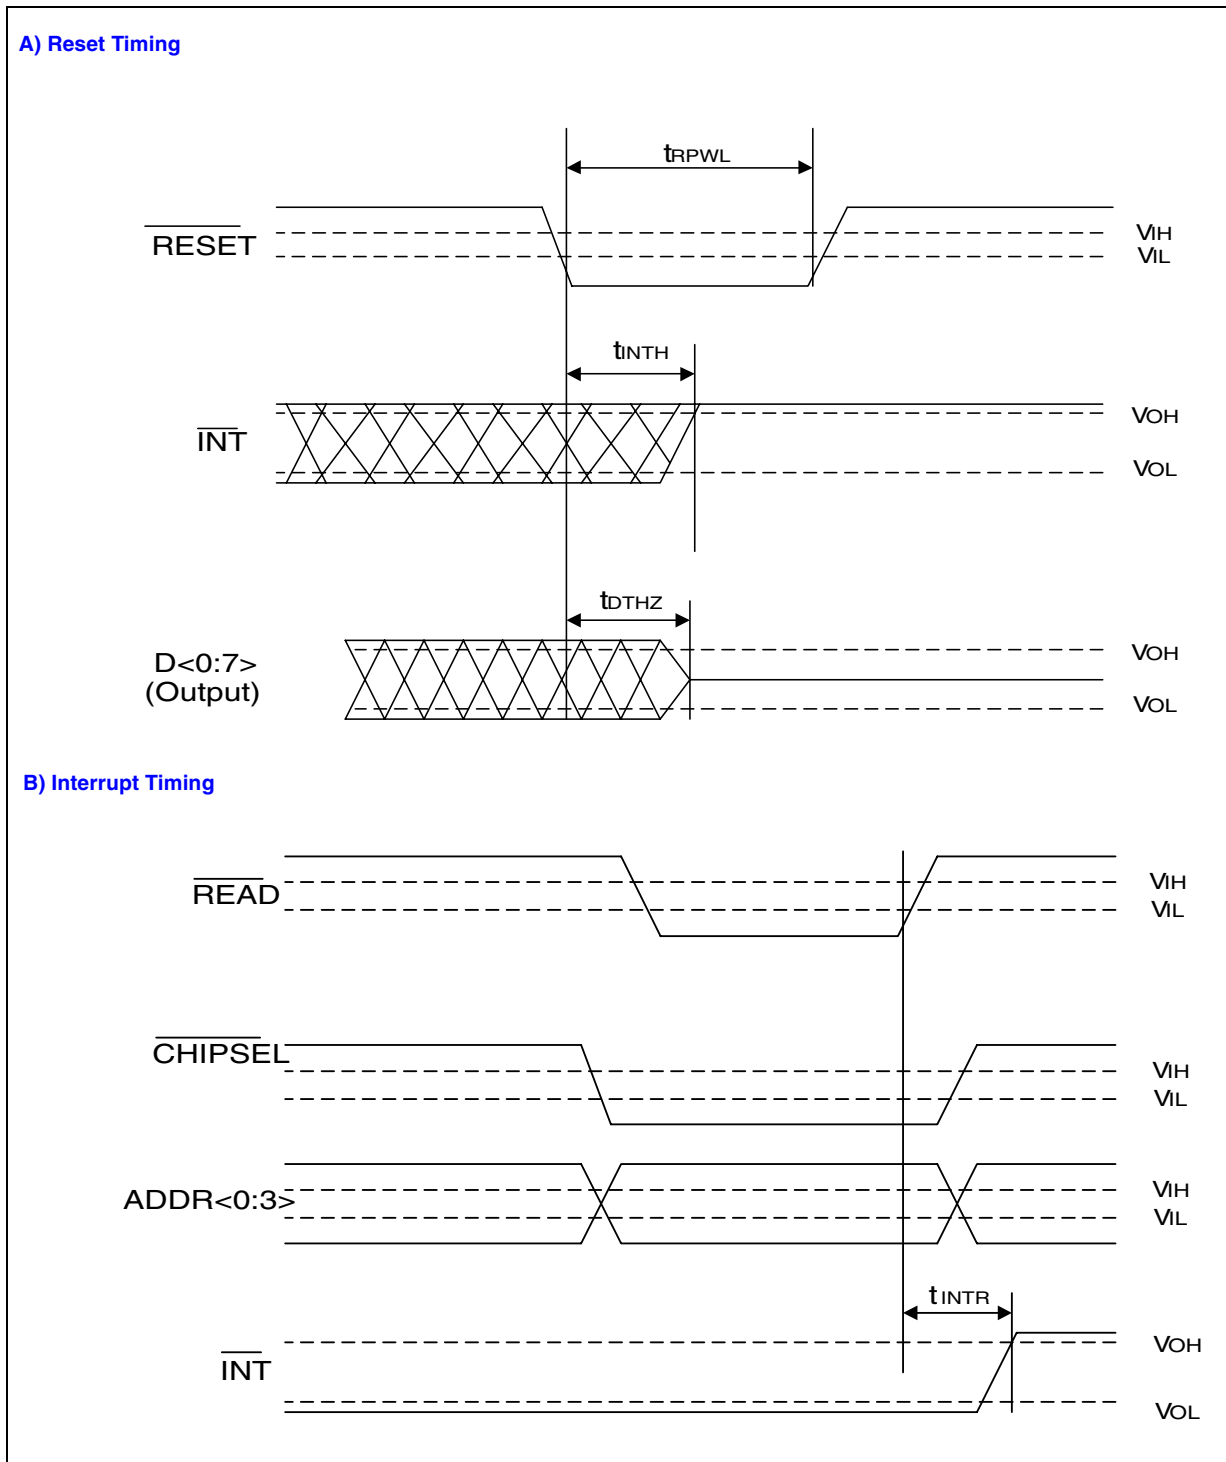 A) Reset Timing
tRPWL
RESET
VIH
VIL
tINTH
INT
VOH
VOL
tDTHZ
D<0:7>
(Output)
VOH
VOL
B) Interrupt Timing
READ
VIH
VIL
CHIPSEL
VIH
VIL
ADDR<0:3>
VIH
VIL
tINTR
INT
VOH
VOL